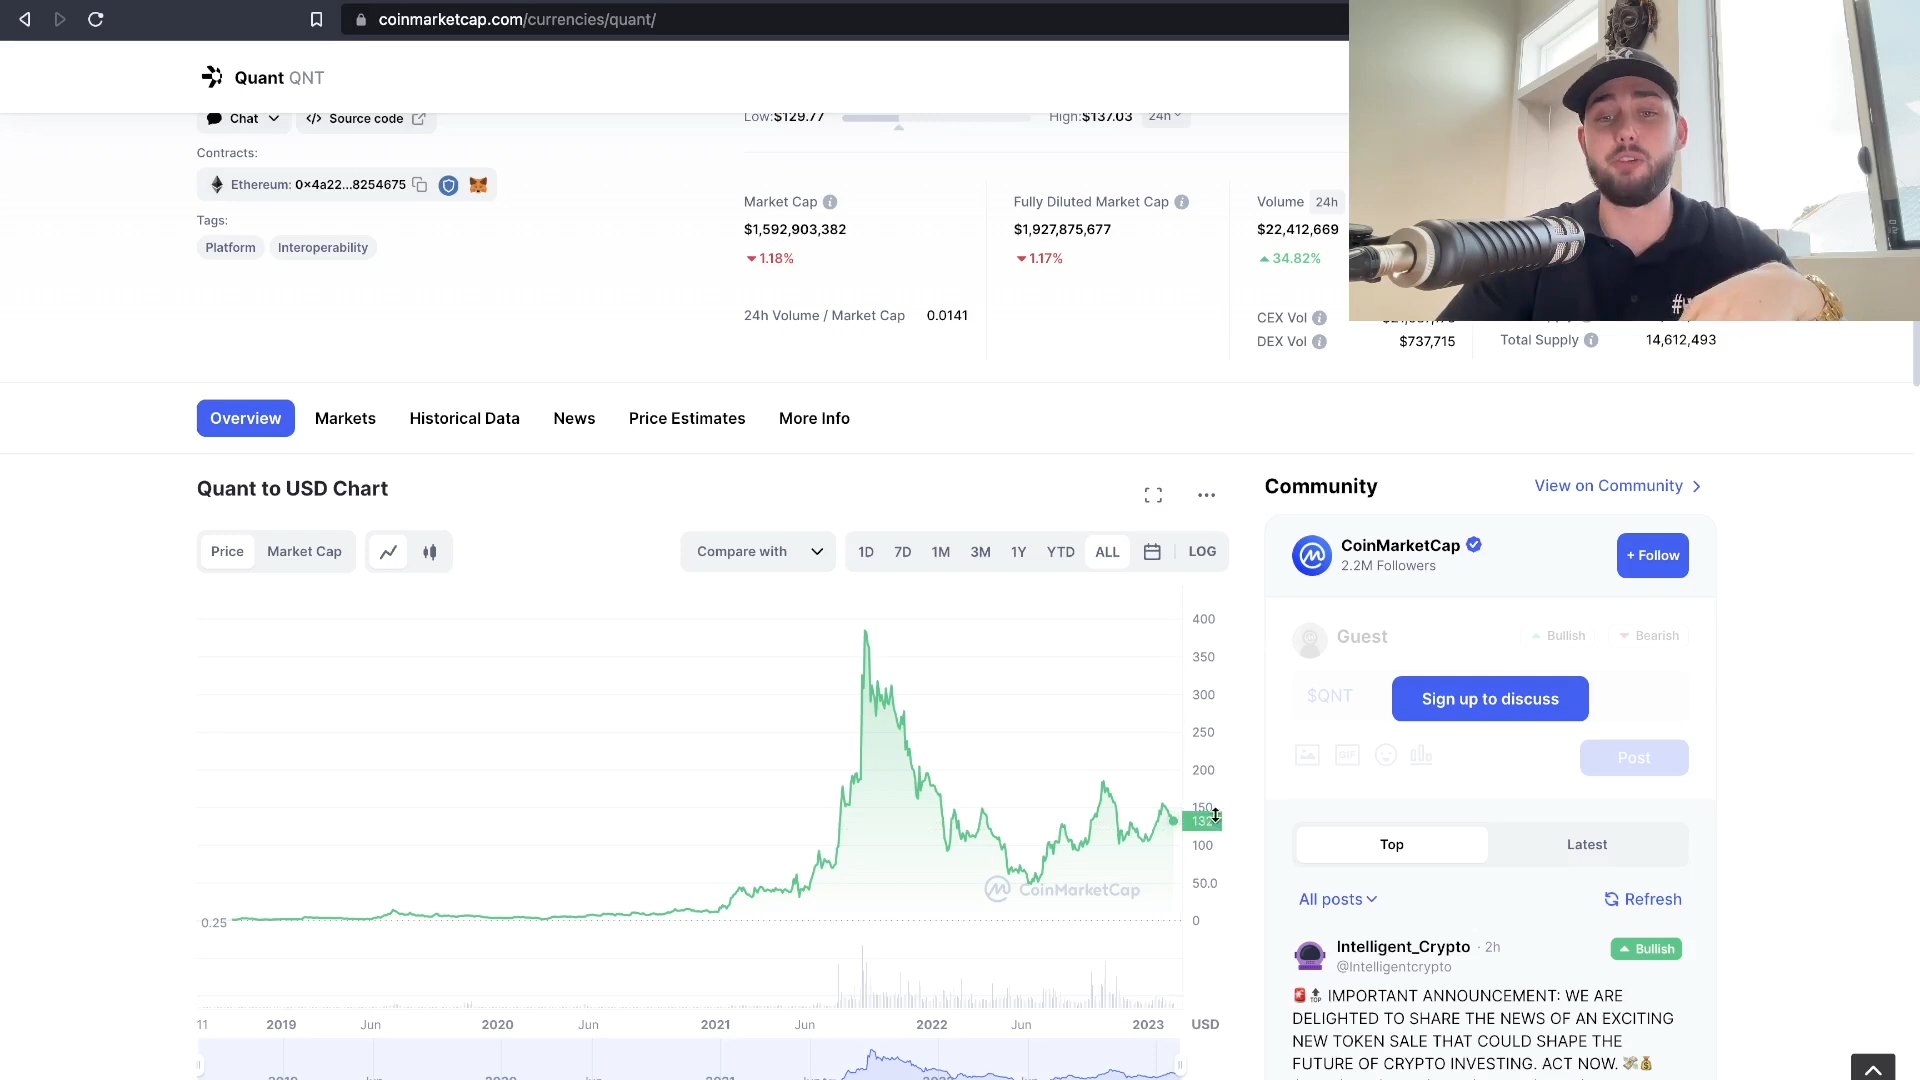 coinmarketcap.com/currencies/quant/
Quant QNT
Chat
Source code
Low:$129.77
High:$137.03
24h
Contracts:
Ethereum: 0x4a22...8254675
Tags:
Platform
Interoperability
Market Cap
$1,592,903,382
1.18%
24h Volume / Market Cap 0.0141
Fully Diluted Market Cap
$1,927,875,677
1.17%
Volume 24h
$22,412,669
34.82%
CEX Vol
DEX Vol $737,715
Total Supply 14,612,493
Overview
Markets
Historical Data
News
Price Estimates
More Info
Quant to USD Chart
Price
Market Cap
Compare with
1D
7D
1M
3M
1Y
YTD
ALL
LOG
400
350
300
250
200
150
132
100
50.0
0
0.25
CoinMarketCap
11
2019
Jun
2020
Jun
2021
Jun
2022
Jun
2023
USD
Community
View on Community
CoinMarketCap
2.2M Followers
+ Follow
Guest
Bullish
Bearish
$QNT
Sign up to discuss
GIF
Post
Top
Latest
All posts
Refresh
Intelligent_Crypto · 2h
@Intelligentcrypto
Bullish
🚨🔝 IMPORTANT ANNOUNCEMENT: WE ARE
DELIGHTED TO SHARE THE NEWS OF AN EXCITING
NEW TOKEN SALE THAT COULD SHAPE THE
FUTURE OF CRYPTO INVESTING. ACT NOW. 💸💰